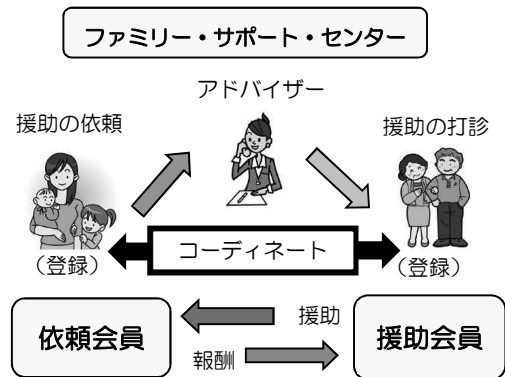 ファミリー・サポート・センター
アドバイザー
援助の依頼
援助の打診
コーディネート
（登録）
（登録）
依頼会員
援助
報酬
援助会員